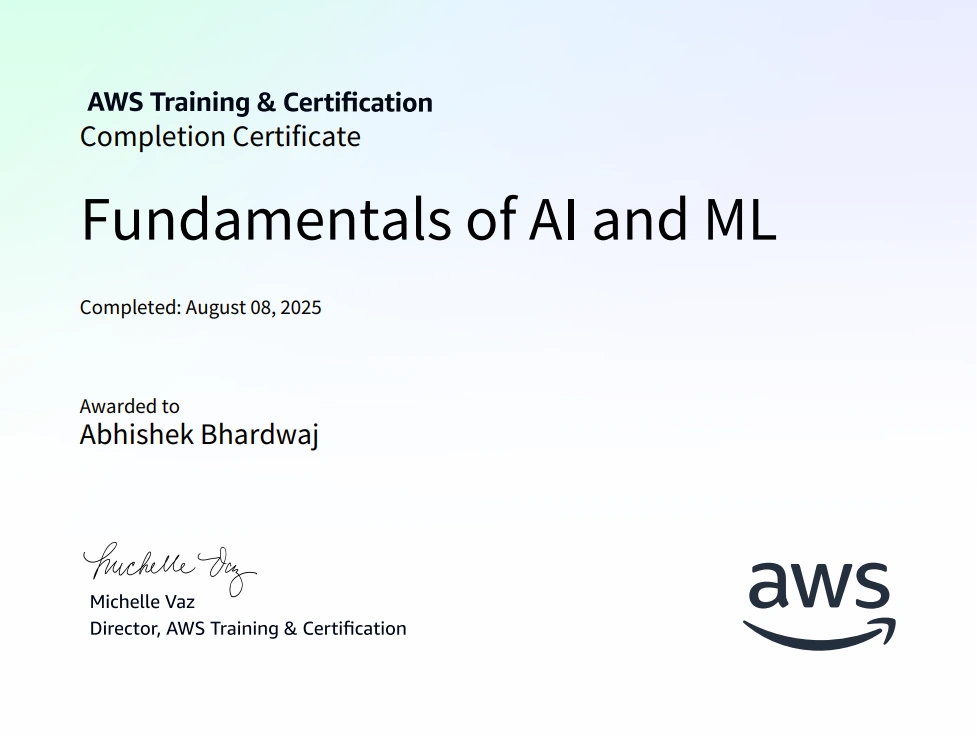 AWS Training & Certification
Completion Certificate
Fundamentals of AI and ML
Completed: August 08, 2025
Awarded to
Abhishek Bhardwaj
Michelle Vaz
Michelle Vaz
Director, AWS Training & Certification
aws